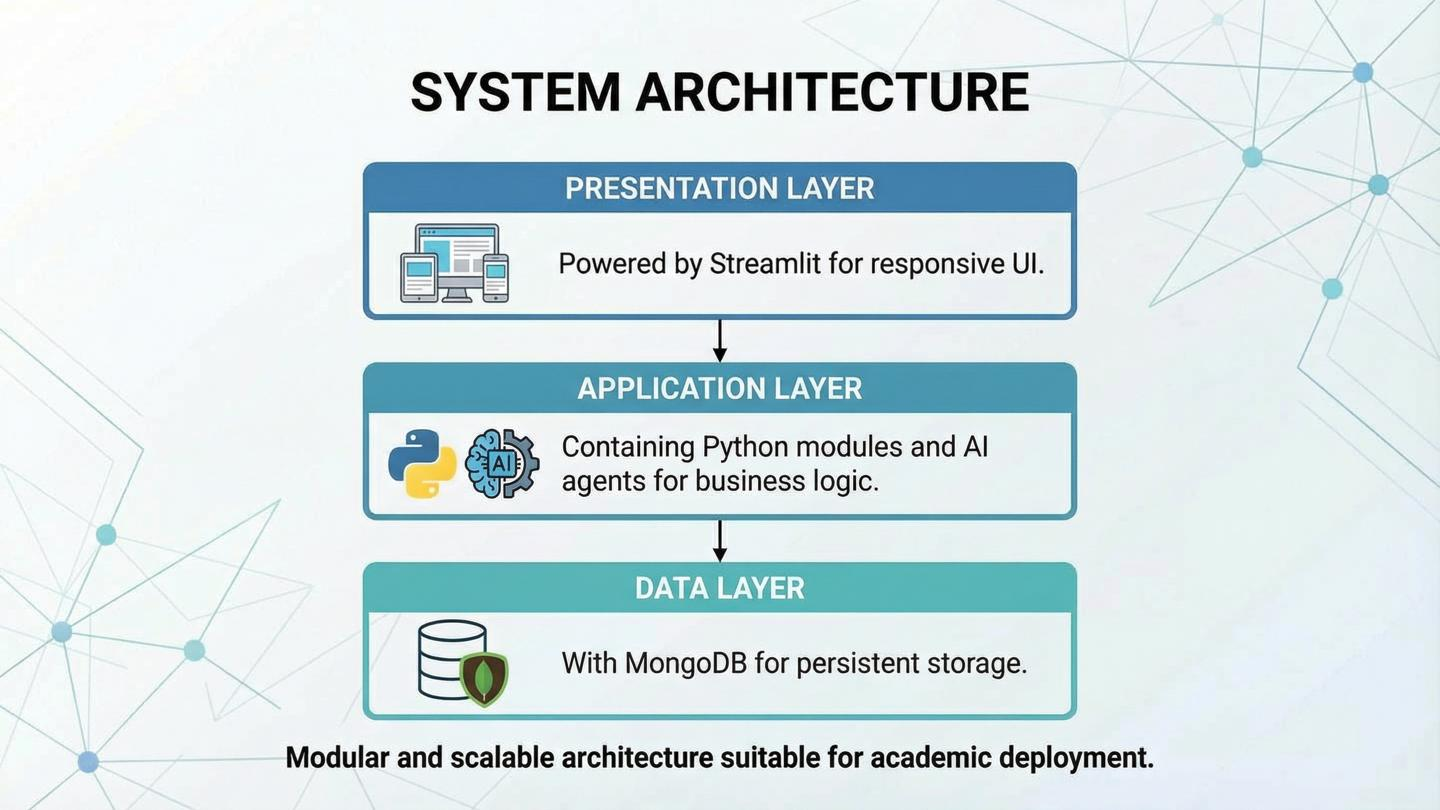 SYSTEM ARCHITECTURE
PRESENTATION LAYER
Powered by Streamlit for responsive UI.
APPLICATION LAYER
AI
Containing Python modules and AI
agents for business logic.
DATA LAYER
With MongoDB for persistent storage.
Modular and scalable architecture suitable for academic deployment.